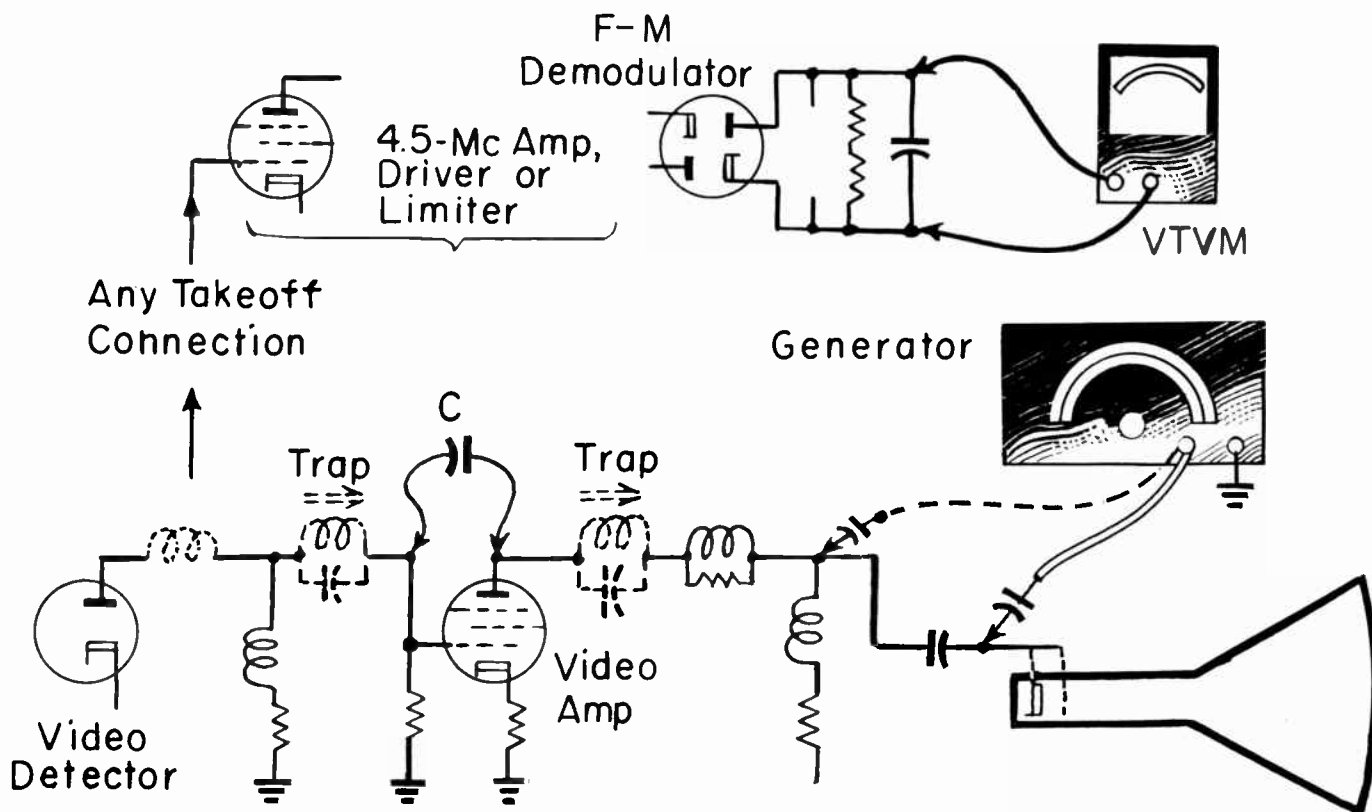 F-M
Demodulator
4.5-Mc Amp,
Driver or
Limiter
VTVM
Any Takeoff
Connection
Generator
C
Trap
Trap
Video
Amp
Video
Detector